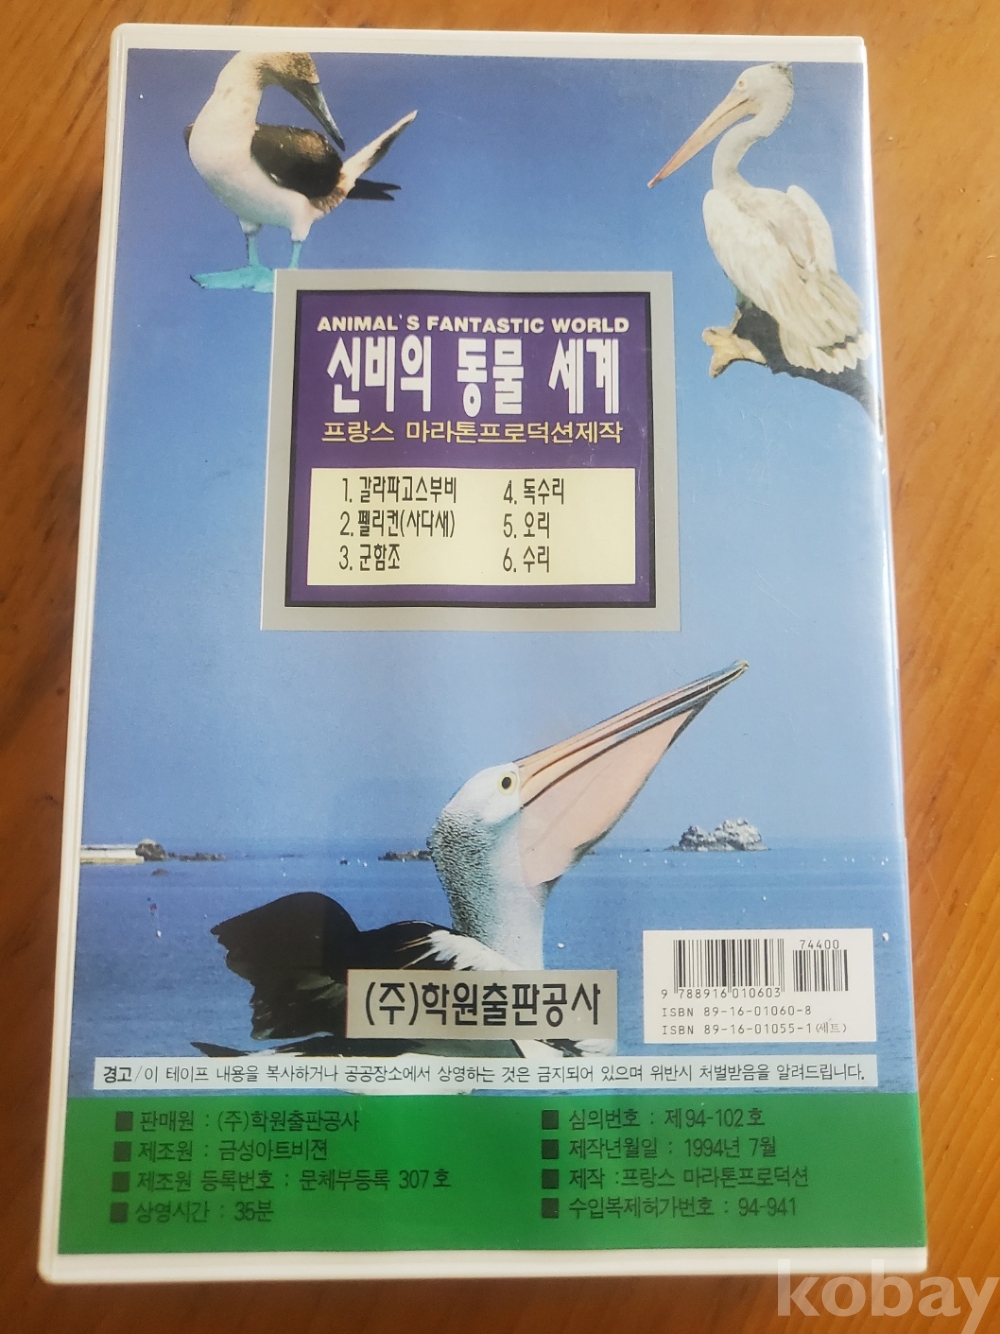 ANIMAL'S FANTASTIC WORLD
신비의 동물 세계
프랑스 마라톤프로덕션제작
1. 갈라파고스부비
2. 펠리컨(사다새)
3. 군함조
4. 독수리
5. 오리
6. 수리
74400
9 788916 010603
ISBN 89-16-01060-8
ISBN 89-16-01055-1(세트)
(주)학원출판공사
경고/이 테이프 내용을 복사하거나 공공장소에서 상영하는 것은 금지되어 있으며 위반시 처벌받음을 알려드립니다.
■ 판매원 : (주)학원출판공사
■ 제조원 : 금성아트비젼
■ 제조원 등록번호 : 문체부등록 307호
■ 상영시간 : 35분
■ 심의번호 : 제94-102호
■ 제작년월일 : 1994년 7월
■ 제작 : 프랑스 마라톤프로덕션
■ 수입복제허가번호 : 94-941
kobay